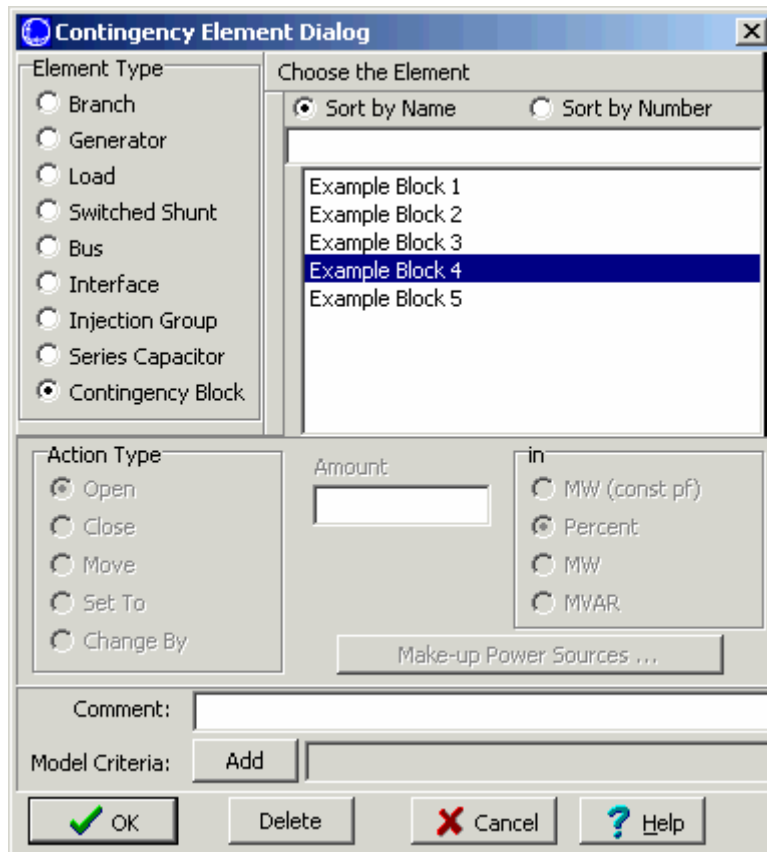 Contingency Element Dialog
Element Type
Branch
Generator
Load
Switched Shunt
Bus
Interface
Injection Group
Series Capacitor
Contingency Block
Choose the Element
Sort by Name
Sort by Number
Example Block 1
Example Block 2
Example Block 3
Example Block 4
Example Block 5
Action Type
Open
Close
Move
Set To
Change By
Amount
in
MW (const pf)
Percent
MW
MVAR
Make-up Power Sources ...
Comment:
Model Criteria:
Add
OK
Delete
Cancel
Help